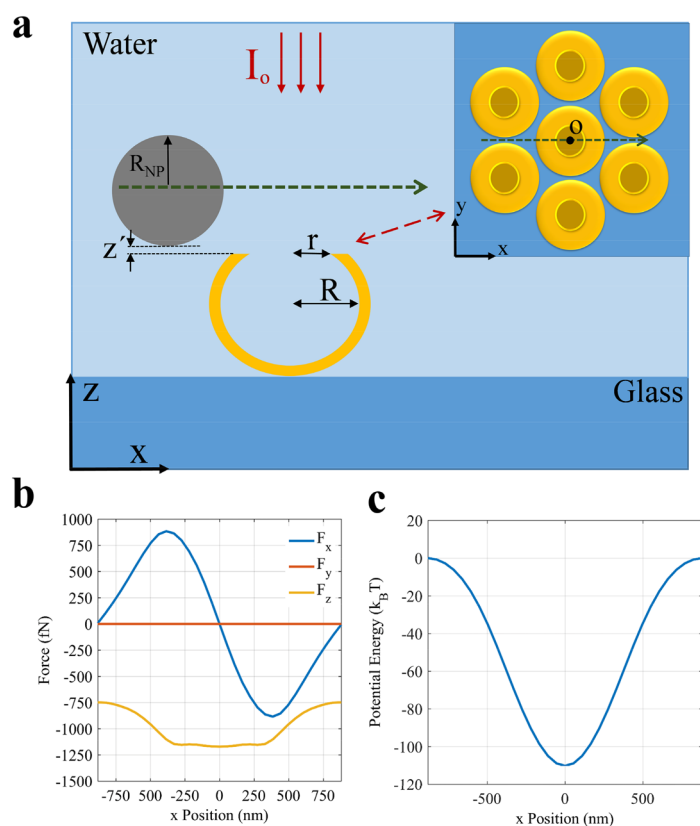 a
Water
I₀
R_NP
z´
r
R
Z
X
Glass
O
y
x
b
1000
750
500
250
0
-250
-500
-750
-1000
-1250
-1500
Force (fN)
F_x
F_y
F_z
-750 500 -250 0 250 500 750
x Position (nm)
c
20
0
-20
-40
-60
-80
-100
-120
Potential Energy (k_BT)
-500 0 500
x Position (nm)